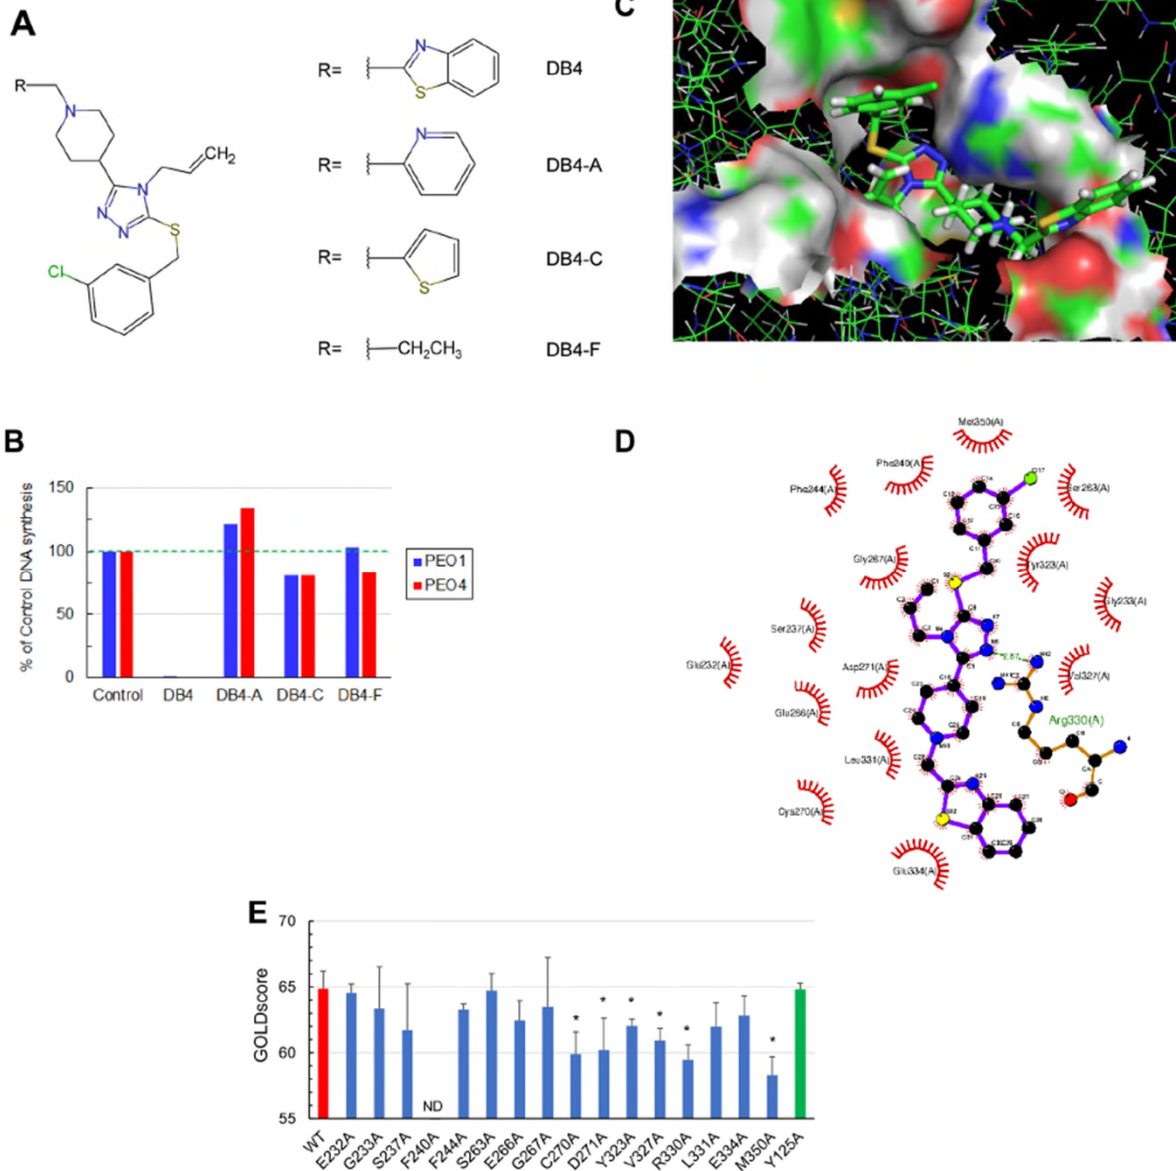 A
R
N
N
N
N
S
CH₂
Cl
R=
N
S
DB4
R=
N
DB4-A
R=
S
DB4-C
R=
CH₂CH₃
DB4-F
C
B
% of Control DNA synthesis
150
100
50
0
Control
DB4
DB4-A
DB4-C
DB4-F
PEO1
PEO4
D
Met350(A)
Phe240(A)
Phe244(A)
Ser263(A)
Gly267(A)
Tyr323(A)
Gly233(A)
Ser237(A)
Glu232(A)
Asp271(A)
Val327(A)
Glu266(A)
Arg330(A)
Leu331(A)
Cys270(A)
Glu334(A)
E
GOLDscore
70
65
60
55
ND
* * * * * *
WT
E232A
G233A
S237A
F240A
F244A
S263A
E266A
G267A
C270A
D271A
Y323A
V327A
R330A
L331A
E334A
M350A
Y125A